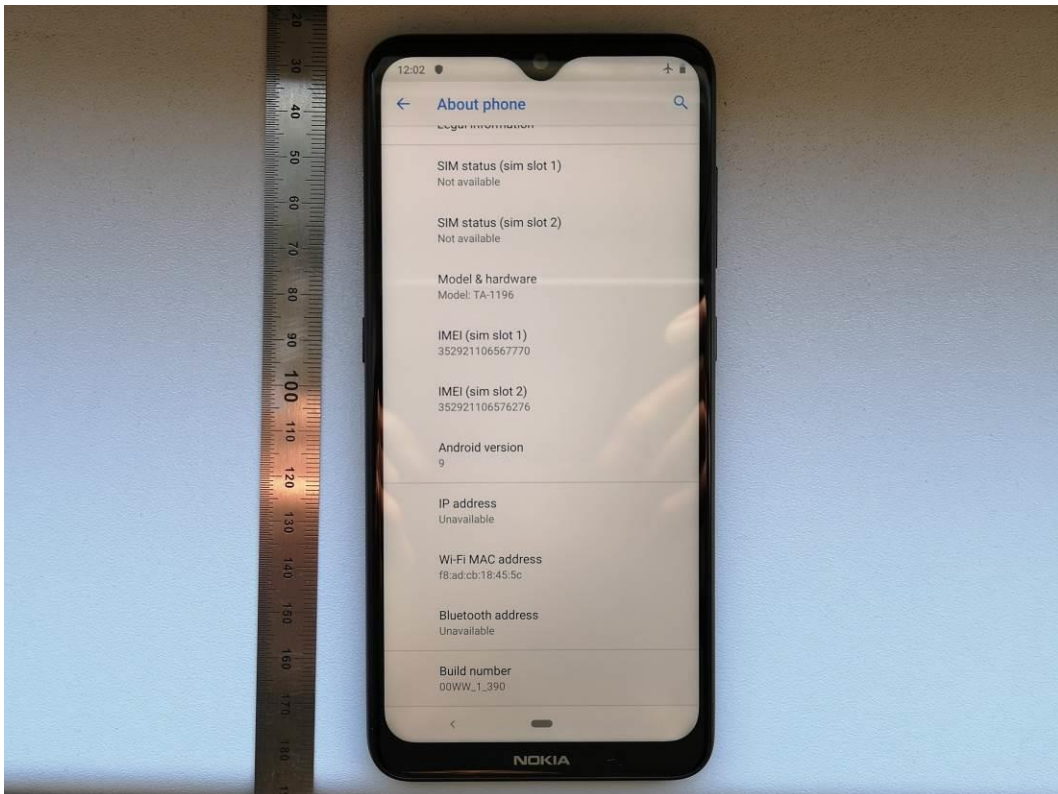 20
30
40
50
60
70
80
90
100
110
120
130
140
150
160
170
180
12:02
About phone
Legal information
SIM status (sim slot 1)
Not available
SIM status (sim slot 2)
Not available
Model & hardware
Model: TA-1196
IMEI (sim slot 1)
352921106567770
IMEI (sim slot 2)
352921106576276
Android version
9
IP address
Unavailable
Wi-Fi MAC address
f8:ad:cb:18:45:5c
Bluetooth address
Unavailable
Build number
00WW_1_390
NOKIA